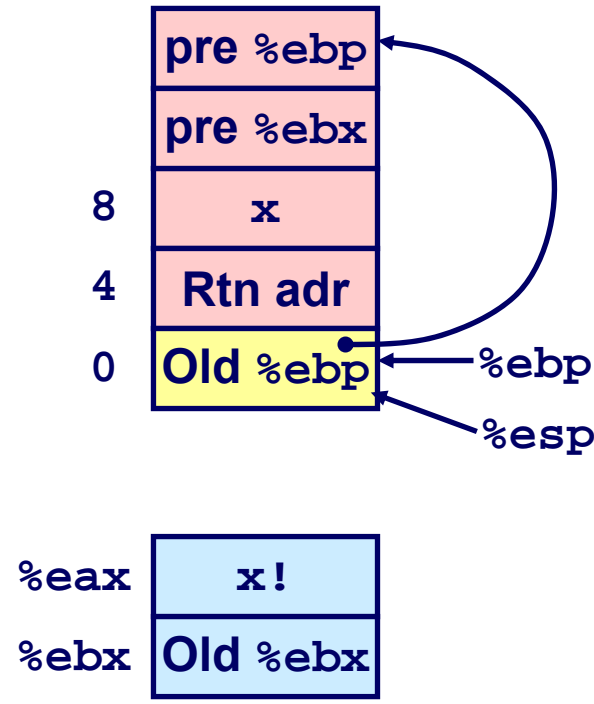 pre %ebp
pre %ebx
8 x
4 Rtn adr
0 Old %ebp %ebp
%esp
%eax x!
%ebx Old %ebx